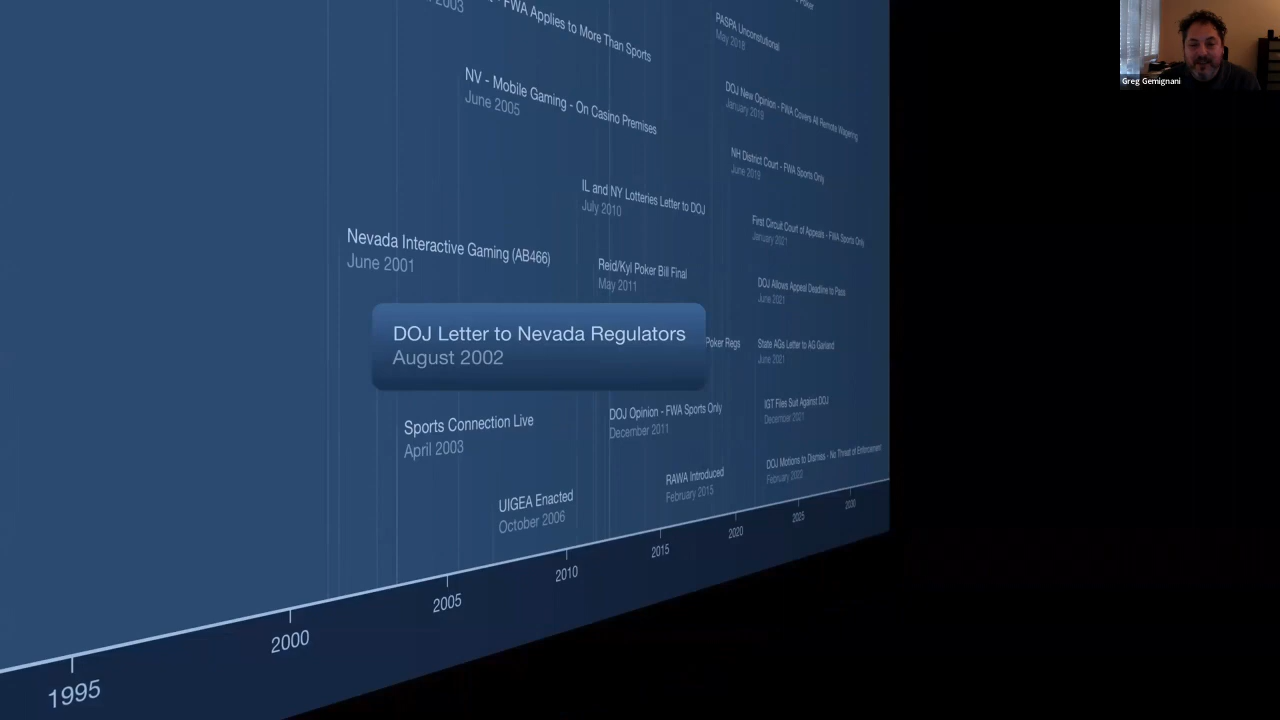 2003
FWA Applies to More Than Sports
NV - Mobile Gaming - On Casino Premises
June 2005
IL and NY Lotteries Letter to DOJ
July 2010
Nevada Interactive Gaming (AB466)
June 2001
Reid/Kyl Poker Bill Final
May 2011
DOJ Letter to Nevada Regulators
August 2002
Poker Regs
Sports Connection Live
April 2003
DOJ Opinion - FWA Sports Only
December 2011
RAWA Introduced
February 2015
UIGEA Enacted
October 2006
Poker
PASPA Unconstitutional
May 2018
DOJ New Opinion - FWA Covers All Remote Wagering
January 2019
NH District Court - FWA Sports Only
June 2019
First Circuit Court of Appeals - FWA Sports Only
January 2021
DOJ Allows Appeal Deadline to Pass
June 2021
State AGs Letter to AG Garland
June 2021
IGT Files Suit Against DOJ
December 2021
DOJ Motions to Dismiss - No Threat of Enforcement
February 2022
1995
2000
2005
2010
2015
2020
2025
2030
Greg Gemignani